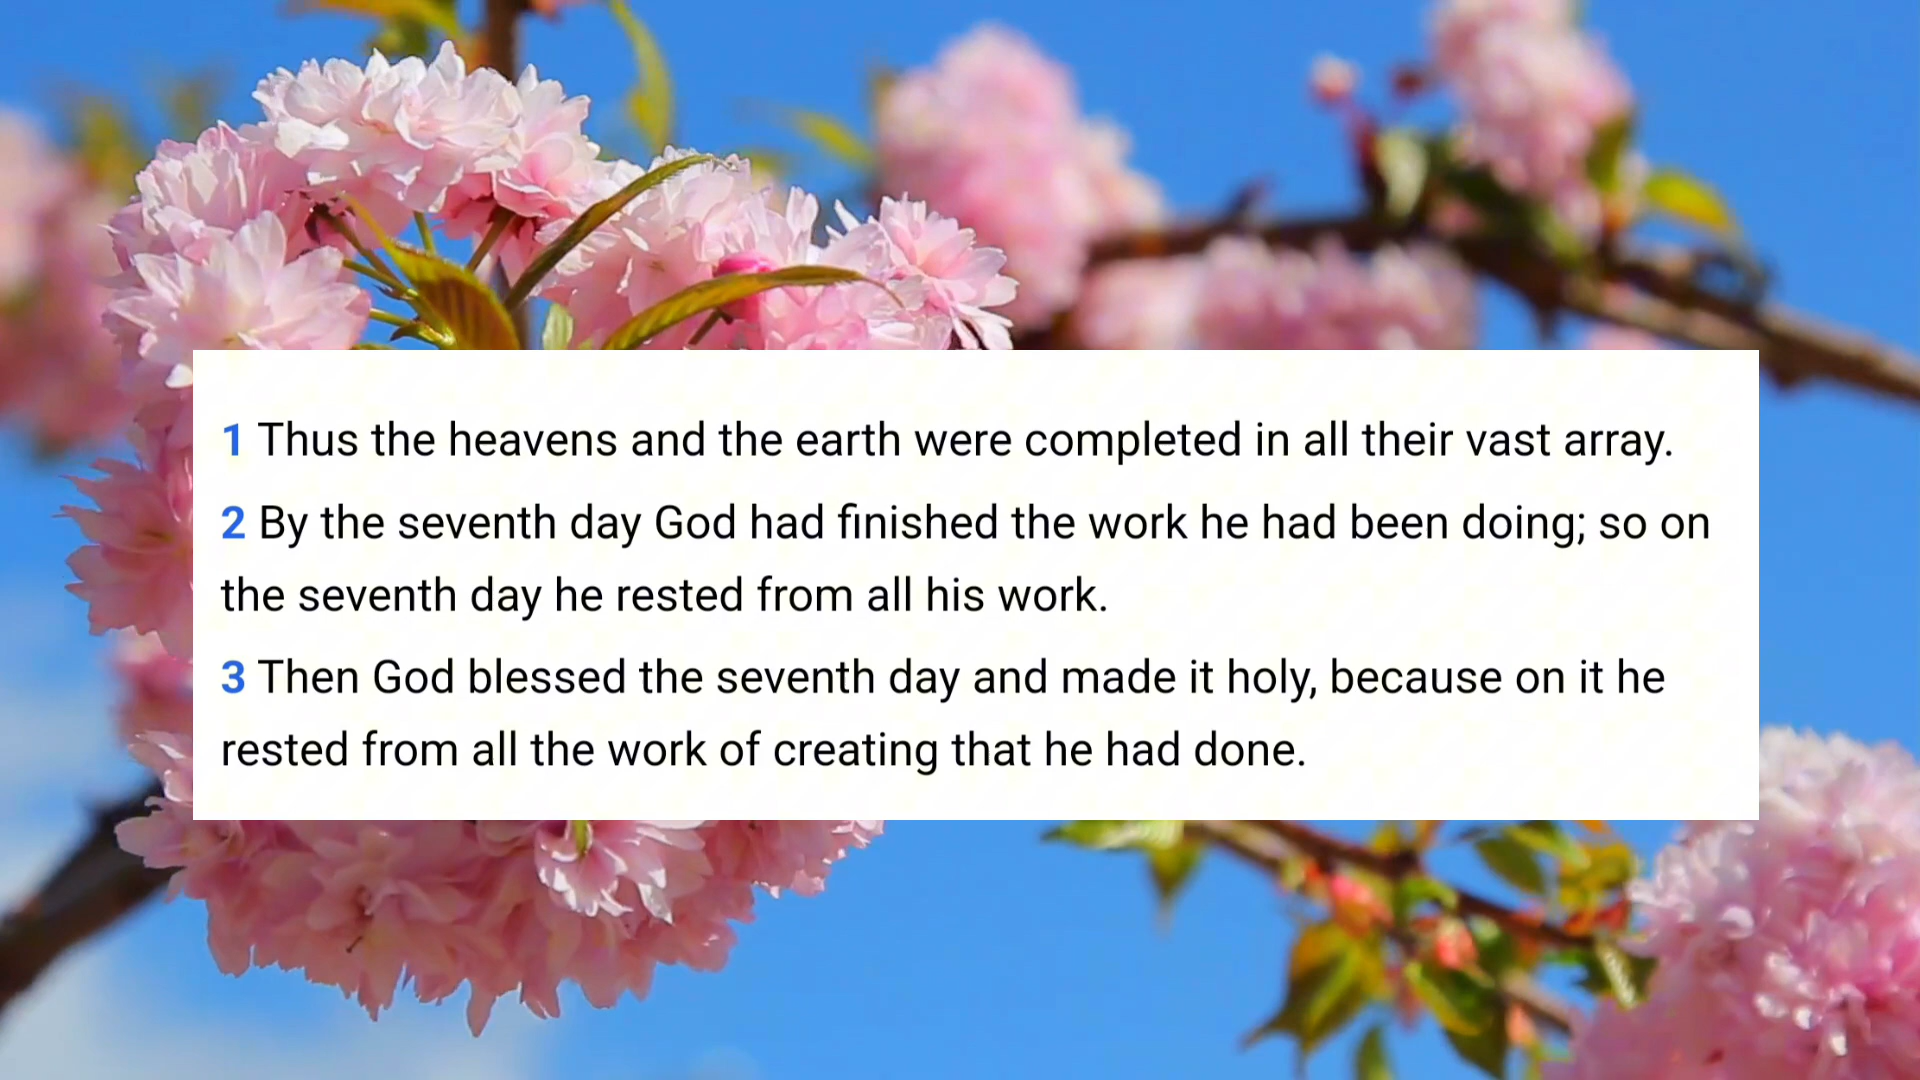 1 Thus the heavens and the earth were completed in all their vast array.
2 By the seventh day God had finished the work he had been doing; so on
the seventh day he rested from all his work.
3 Then God blessed the seventh day and made it holy, because on it he
rested from all the work of creating that he had done.